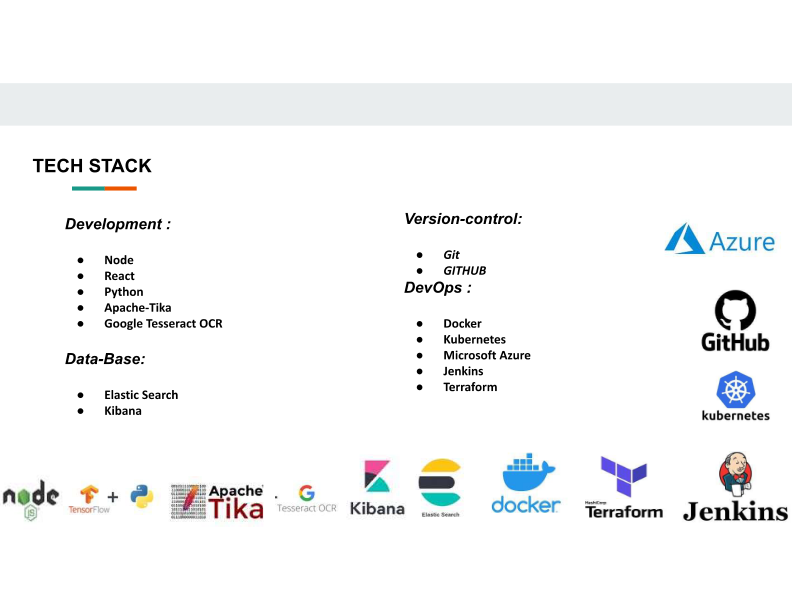 TECH STACK
Development :
● Node
● React
● Python
● Apache-Tika
● Google Tesseract OCR
Data-Base:
● Elastic Search
● Kibana
Version-control:
● Git
● GITHUB
DevOps :
● Docker
● Kubernetes
● Microsoft Azure
● Jenkins
● Terraform
Azure
GitHub
kubernetes
node
JS
TensorFlow
+
Apache
Tika
G
Tesseract OCR
Kibana
Elastic Search
docker
HashiCorp
Terraform
Jenkins